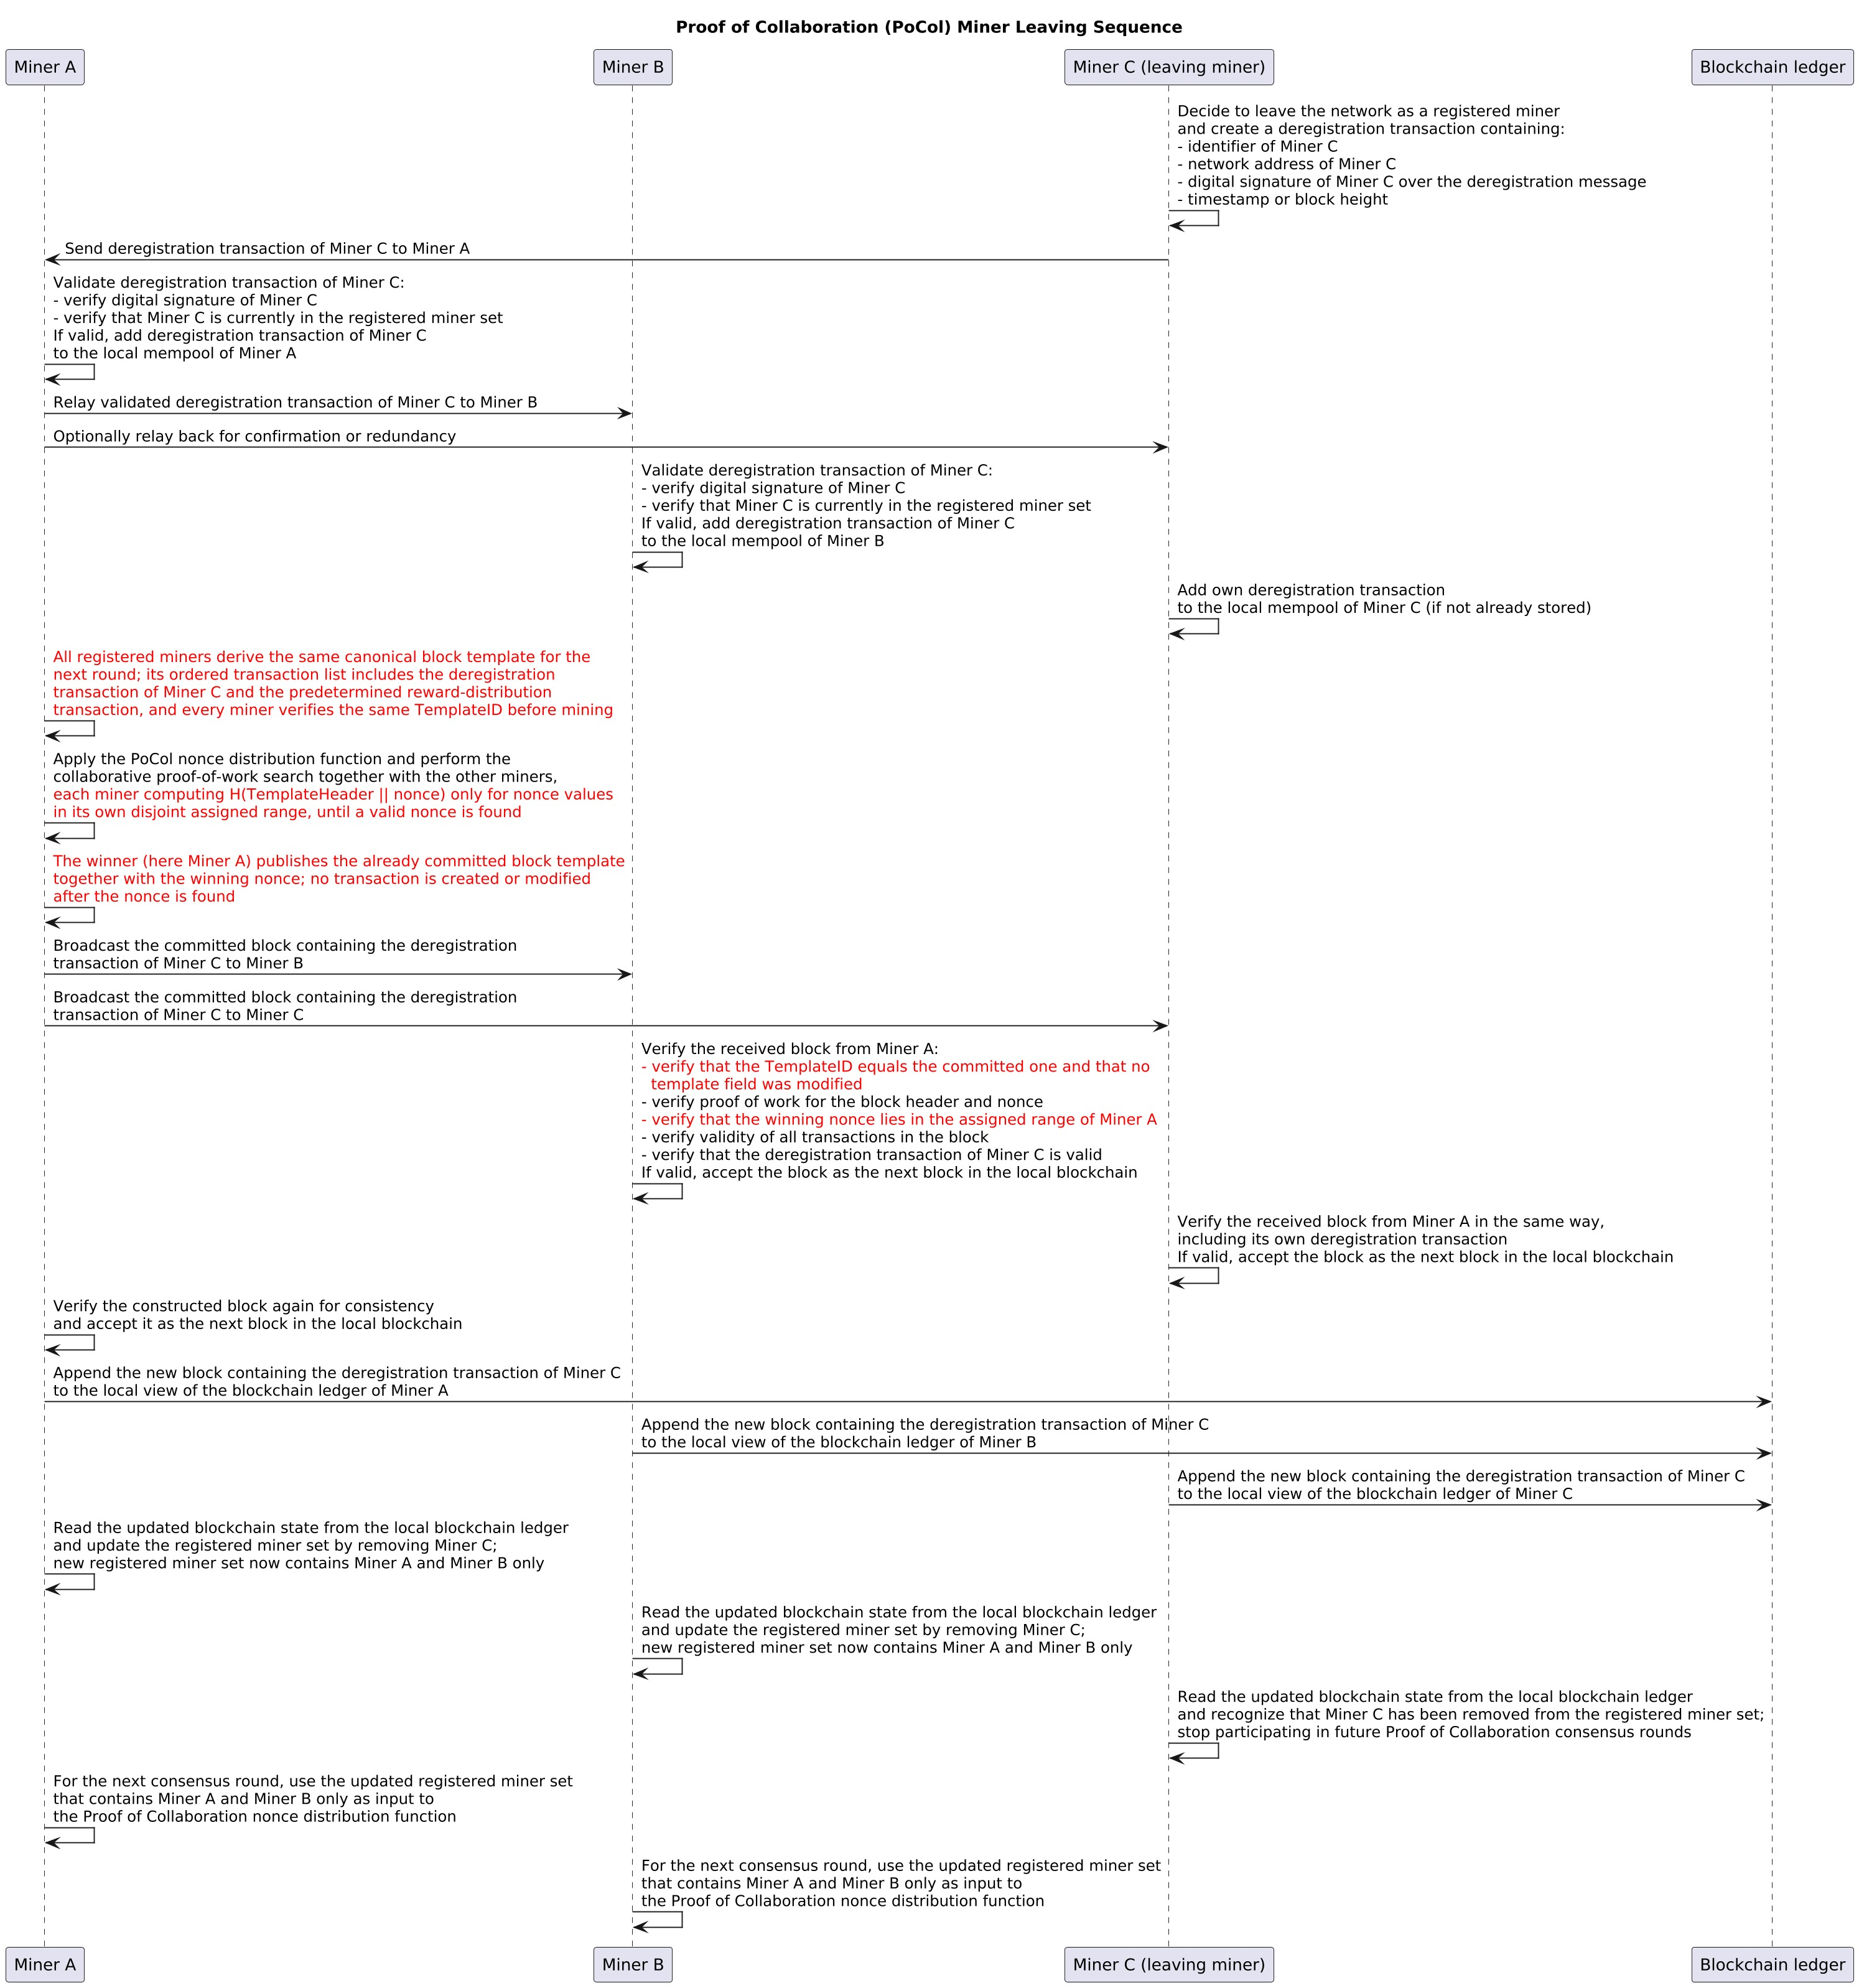 Proof of Collaboration (PoCol) Miner Leaving Sequence
Miner A
Miner B
Miner C (leaving miner)
Blockchain ledger
Decide to leave the network as a registered miner
and create a deregistration transaction containing:
- identifier of Miner C
- network address of Miner C
- digital signature of Miner C over the deregistration message
- timestamp or block height
Send deregistration transaction of Miner C to Miner A
Validate deregistration transaction of Miner C:
- verify digital signature of Miner C
- verify that Miner C is currently in the registered miner set
If valid, add deregistration transaction of Miner C
to the local mempool of Miner A
Relay validated deregistration transaction of Miner C to Miner B
Optionally relay back for confirmation or redundancy
Validate deregistration transaction of Miner C:
- verify digital signature of Miner C
- verify that Miner C is currently in the registered miner set
If valid, add deregistration transaction of Miner C
to the local mempool of Miner B
Add own deregistration transaction
to the local mempool of Miner C (if not already stored)
All registered miners derive the same canonical block template for the
next round; its ordered transaction list includes the deregistration
transaction of Miner C and the predetermined reward-distribution
transaction, and every miner verifies the same TemplateID before mining
Apply the PoCol nonce distribution function and perform the
collaborative proof-of-work search together with the other miners,
each miner computing H(TemplateHeader || nonce) only for nonce values
in its own disjoint assigned range, until a valid nonce is found
The winner (here Miner A) publishes the already committed block template
together with the winning nonce; no transaction is created or modified
after the nonce is found
Broadcast the committed block containing the deregistration
transaction of Miner C to Miner B
Broadcast the committed block containing the deregistration
transaction of Miner C to Miner C
Verify the received block from Miner A:
- verify that the TemplateID equals the committed one and that no
template field was modified
- verify proof of work for the block header and nonce
- verify that the winning nonce lies in the assigned range of Miner A
- verify validity of all transactions in the block
- verify that the deregistration transaction of Miner C is valid
If valid, accept the block as the next block in the local blockchain
Verify the received block from Miner A in the same way,
including its own deregistration transaction
If valid, accept the block as the next block in the local blockchain
Verify the constructed block again for consistency
and accept it as the next block in the local blockchain
Append the new block containing the deregistration transaction of Miner C
to the local view of the blockchain ledger of Miner A
Append the new block containing the deregistration transaction of Miner C
to the local view of the blockchain ledger of Miner B
Append the new block containing the deregistration transaction of Miner C
to the local view of the blockchain ledger of Miner C
Read the updated blockchain state from the local blockchain ledger
and update the registered miner set by removing Miner C;
new registered miner set now contains Miner A and Miner B only
Read the updated blockchain state from the local blockchain ledger
and update the registered miner set by removing Miner C;
new registered miner set now contains Miner A and Miner B only
Read the updated blockchain state from the local blockchain ledger
and recognize that Miner C has been removed from the registered miner set;
stop participating in future Proof of Collaboration consensus rounds
For the next consensus round, use the updated registered miner set
that contains Miner A and Miner B only as input to
the Proof of Collaboration nonce distribution function
For the next consensus round, use the updated registered miner set
that contains Miner A and Miner B only as input to
the Proof of Collaboration nonce distribution function
Miner A
Miner B
Miner C (leaving miner)
Blockchain ledger